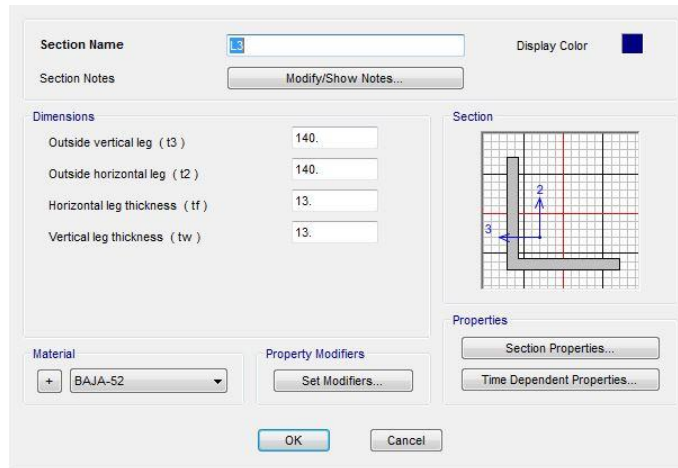 Section Name L3 Display Color
Section Notes Modify/Show Notes...
Dimensions
Outside vertical leg ( t3 ) 140.
Outside horizontal leg ( t2 ) 140.
Horizontal leg thickness ( tf ) 13.
Vertical leg thickness ( tw ) 13.
Section
2
3
Properties
Section Properties...
Time Dependent Properties...
Material
+ BAJA-52
Property Modifiers
Set Modifiers...
OK Cancel